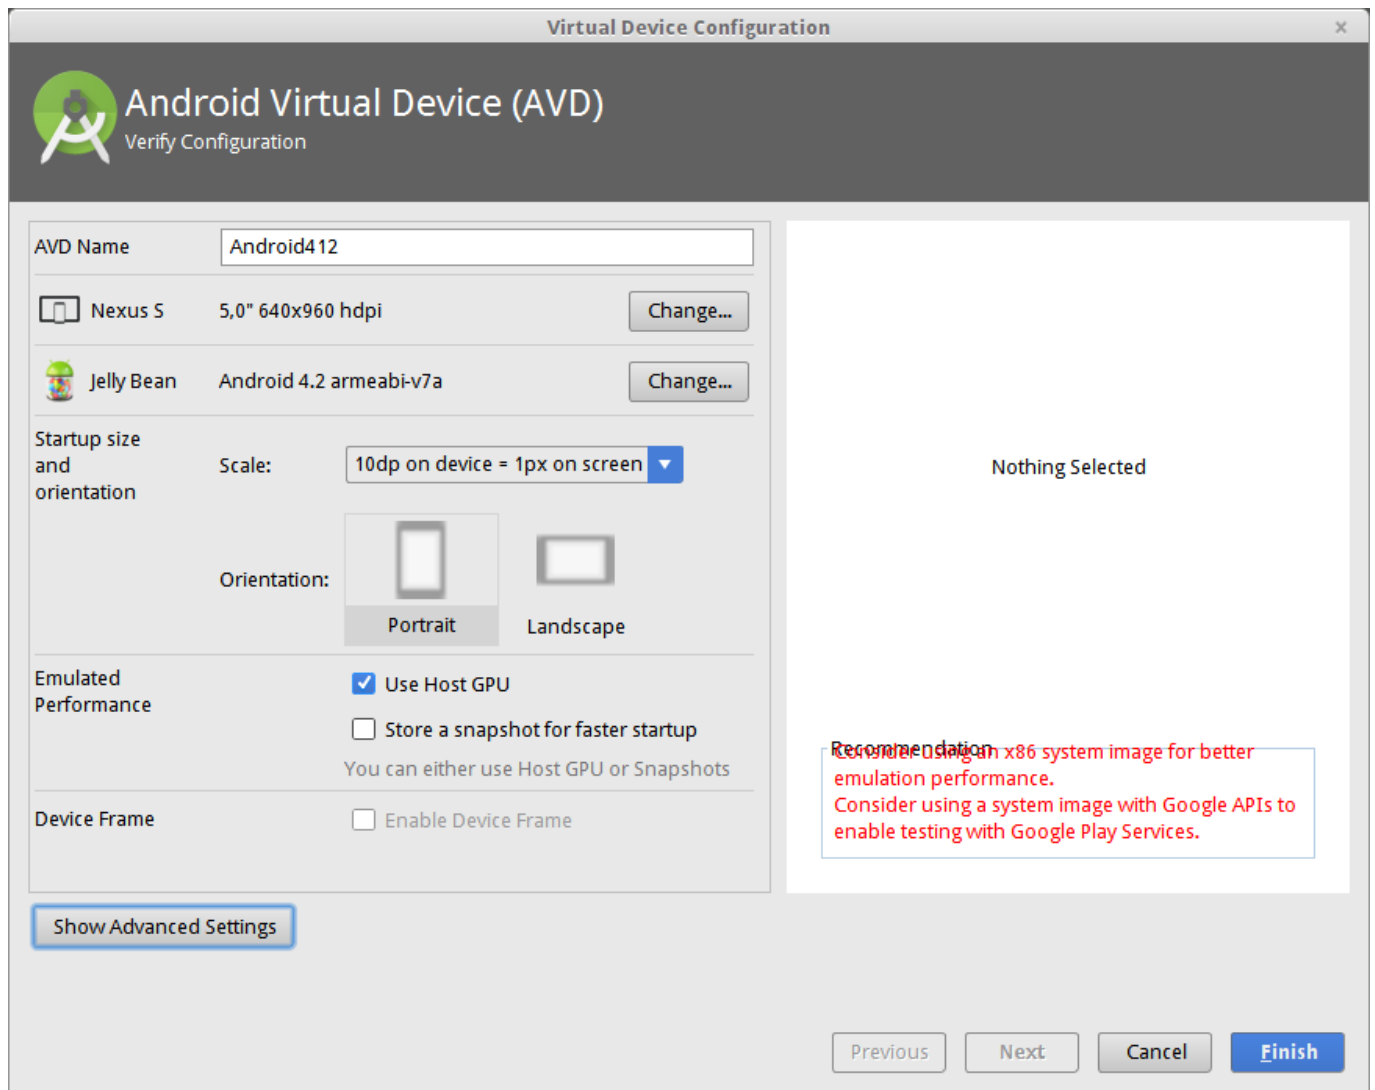 Virtual Device Configuration
Android Virtual Device (AVD)
Verify Configuration
AVD Name
Android412
Nexus S
5,0" 640x960 hdpi
Change...
Jelly Bean
Android 4.2 armeabi-v7a
Change...
Startup size
and
orientation
Scale:
10dp on device = 1px on screen
Orientation:
Portrait
Landscape
Emulated
Performance
Use Host GPU
Store a snapshot for faster startup
You can either use Host GPU or Snapshots
Device Frame
Enable Device Frame
Nothing Selected
Recommendation
Consider using an x86 system image for better
emulation performance.
Consider using a system image with Google APIs to
enable testing with Google Play Services.
Show Advanced Settings
Previous
Next
Cancel
Finish